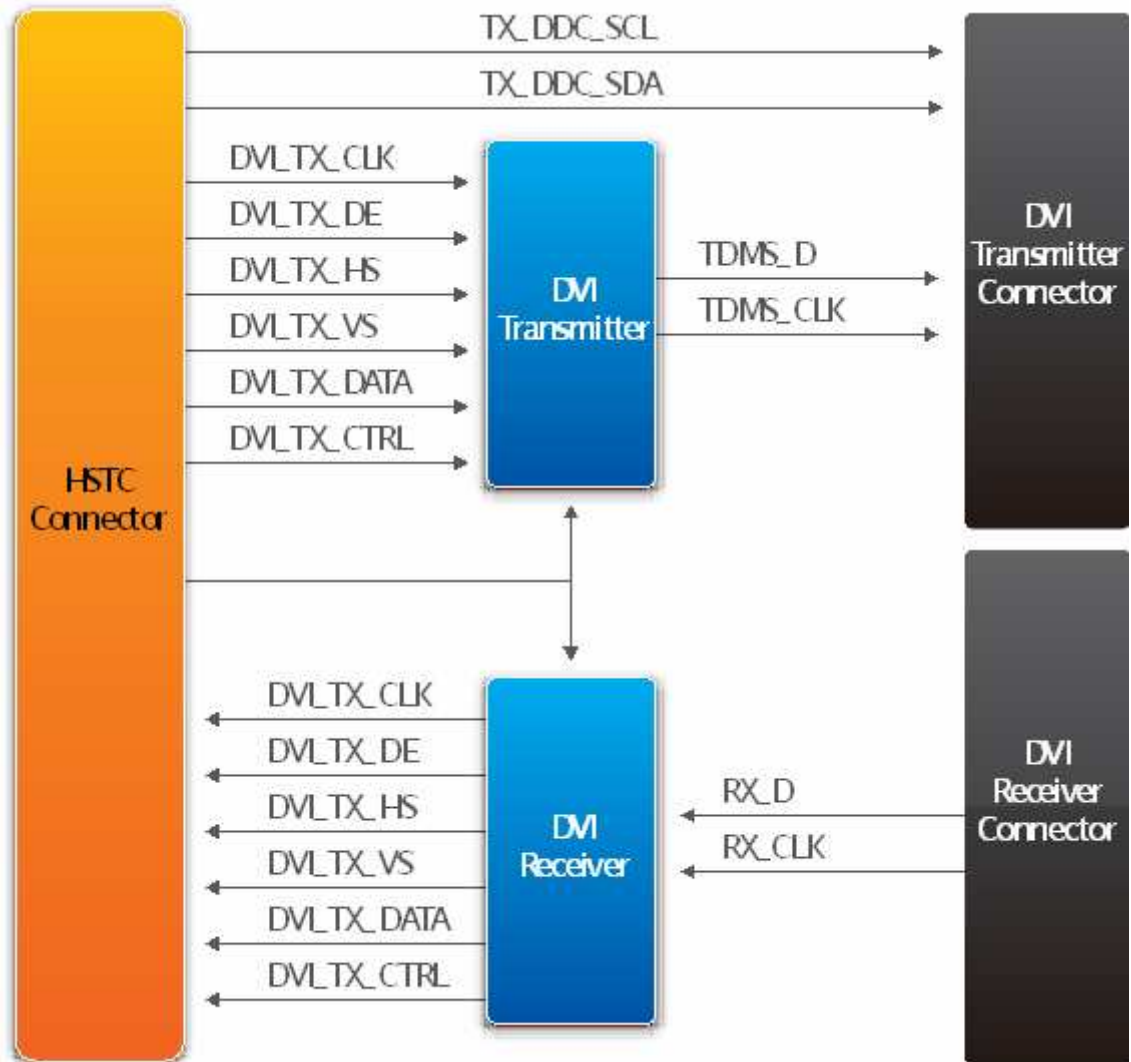 TX_DDC_SCL
TX_DDC_SDA
DVI_TX_CLK
DVI_TX_DE
DVI_TX_HS
DVI_TX_VS
DVI_TX_DATA
DVI_TX_CTRL
HSTC
Connector
DVI
Transmitter
TDMS_D
TDMS_CLK
DVI
Transmitter
Connector
DVI_TX_CLK
DVI_TX_DE
DVI_TX_HS
DVI_TX_VS
DVI_TX_DATA
DVI_TX_CTRL
DVI
Receiver
RX_D
RX_CLK
DVI
Receiver
Connector